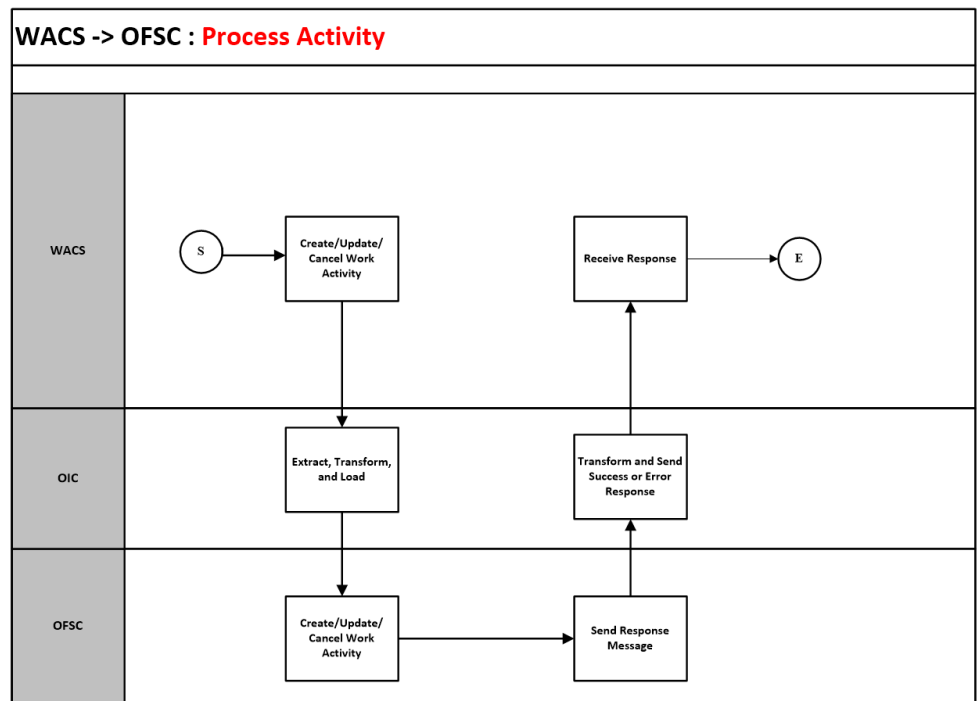 WACS -> OFSC : Process Activity
WACS
S
Create/Update/
Cancel Work
Activity
Receive Response
E
OIC
Extract, Transform,
and Load
Transform and Send
Success or Error
Response
OFSC
Create/Update/
Cancel Work
Activity
Send Response
Message